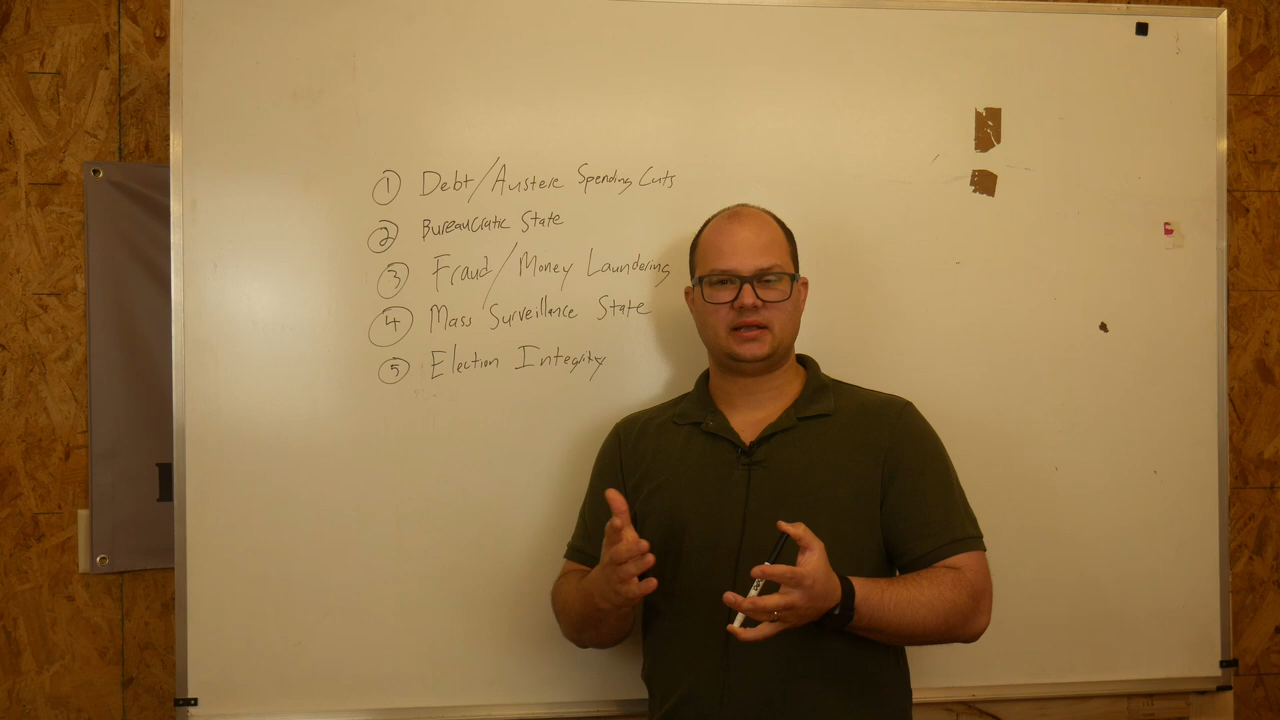 ① Debt/Austere Spending Cuts
② Bureaucratic State
③ Fraud/Money Laundering
④ Mass Surveillance State
⑤ Election Integrity